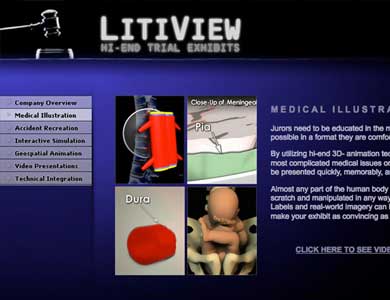 LITIVIEW
HI-END TRIAL EXHIBITS
Company Overview
Medical Illustration
Accident Recreation
Interactive Simulation
Geospatial Animation
Video Presentations
Technical Integration
Close-Up of Meningeal
Pia
Dura
MEDICAL ILLUSTRA
Jurors need to be educated in the m
possible in a format they are comfo
By utilizing hi-end 3D- animation tec
most complicated medical issues or
be presented quickly, memorably, a
Almost any part of the human body
scratch and manipulated in any way
Labels and real-world imagery can l
make your exhibit as convincing as
CLICK HERE TO SEE VIDE